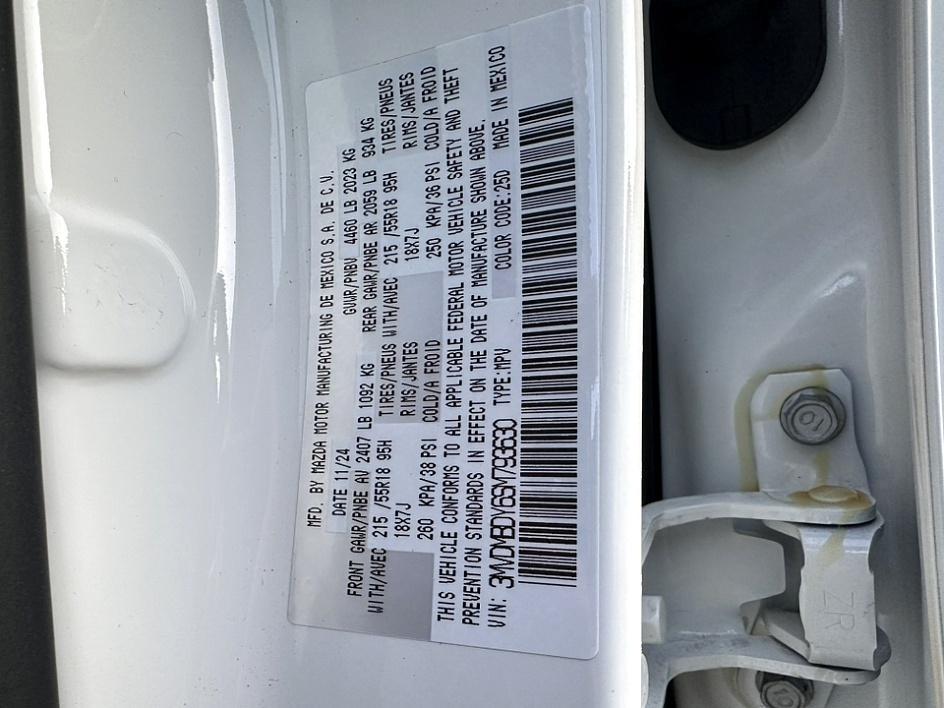 MFD. BY MAZDA MOTOR MANUFACTURING DE MEXICO S.A. DE C.V.
DATE 11/24 GVWR/PNBV 4460 LB 2023 KG
FRONT GAWR/PNBE AV 2407 LB 1092 KG REAR GAWR/PNBE AR 2059 LB 934 KG
WITH/AVEC 215 /55R18 95H TIRES/PNEUS WITH/AVEC 215 /55R18 95H TIRES/PNEUS
18X7J RIMS/JANTES 18X7J RIMS/JANTES
260 KPA/38 PSI COLD/A FROID 250 KPA/36 PSI COLD/A FROID
THIS VEHICLE CONFORMS TO ALL APPLICABLE FEDERAL MOTOR VEHICLE SAFETY AND THEFT
PREVENTION STANDARDS IN EFFECT ON THE DATE OF MANUFACTURE SHOWN ABOVE.
VIN: 3MVDMBDY6SM793630 TYPE:MPV COLOR CODE:25D MADE IN MEXICO
10
ZR
10